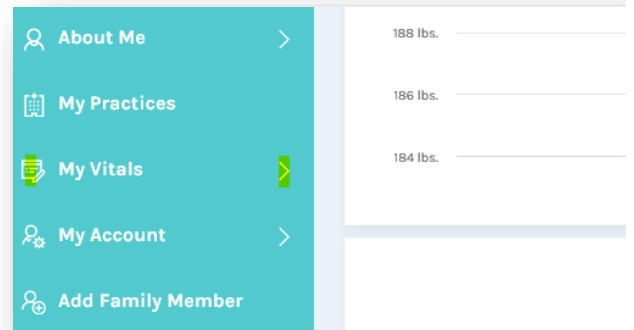 About Me
My Practices
My Vitals
My Account
Add Family Member
188 lbs.
186 lbs.
184 lbs.